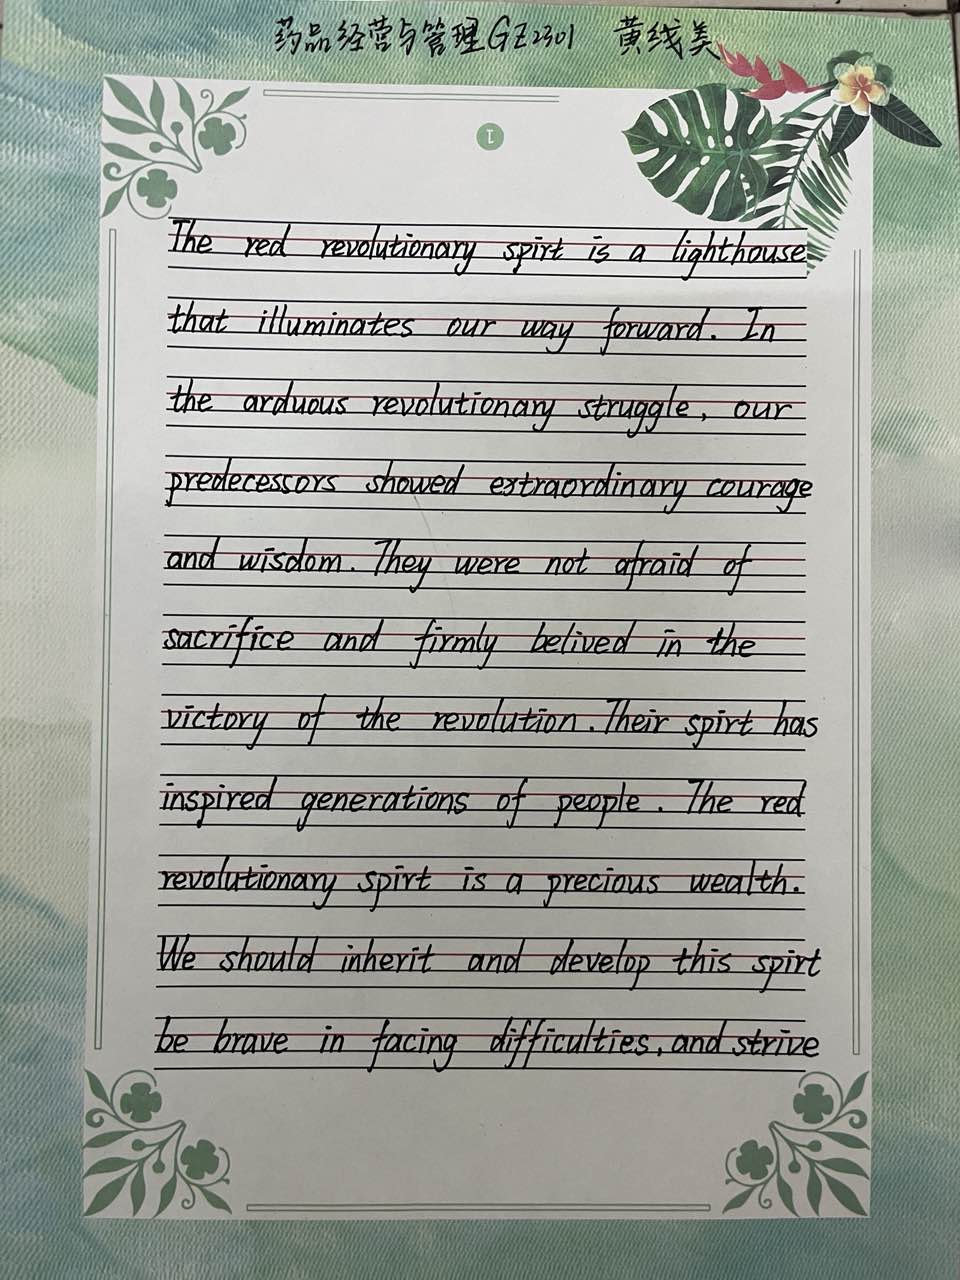 药品经营与管理GZ2301 黄线美
1
The red revolutionary spirt is a lighthouse
that illuminates our way forward. In
the arduous revolutionary struggle, our
predecessors showed extraordinary courage
and wisdom. They were not afraid of
sacrifice and firmly belived in the
victory of the revolution. Their spirt has
inspired generations of people. The red
revolutionary spirt is a precious wealth.
We should inherit and develop this spirt
be brave in facing difficulties, and strive